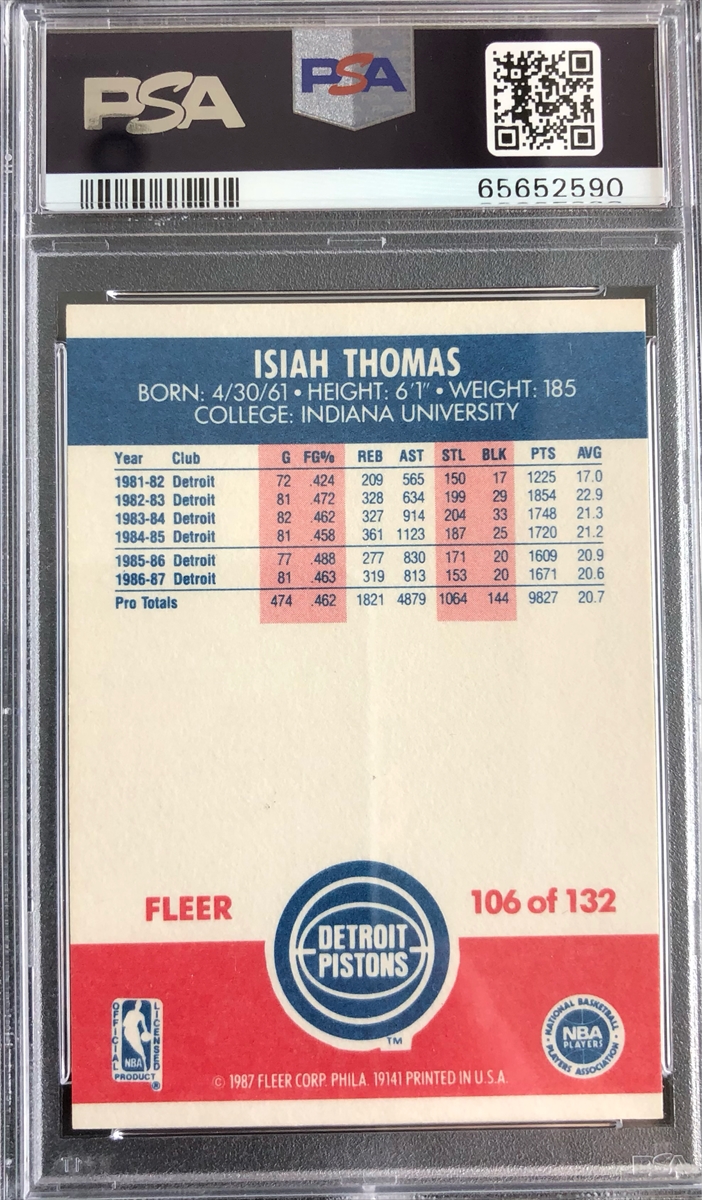 PSA PSA
65652590
ISIAH THOMAS
BORN: 4/30/61 • HEIGHT: 6'1" • WEIGHT: 185
COLLEGE: INDIANA UNIVERSITY
Year Club G FG% REB AST STL BLK PTS AVG
1981-82 Detroit 72 .424 209 565 150 17 1225 17.0
1982-83 Detroit 81 .472 328 634 199 29 1854 22.9
1983-84 Detroit 82 .462 327 914 204 33 1748 21.3
1984-85 Detroit 81 .458 361 1123 187 25 1720 21.2
1985-86 Detroit 77 .488 277 830 171 20 1609 20.9
1986-87 Detroit 81 .463 319 813 153 20 1671 20.6
Pro Totals 474 .462 1821 4879 1064 144 9827 20.7
FLEER 106 of 132
DETROIT
PISTONS
TM
OFFICIAL LICENSED
NBA
PRODUCT ®
NATIONAL BASKETBALL
NBA
PLAYERS
PLAYERS ASSOCIATION
© 1987 FLEER CORP. PHILA. 19141 PRINTED IN U.S.A.
PSA